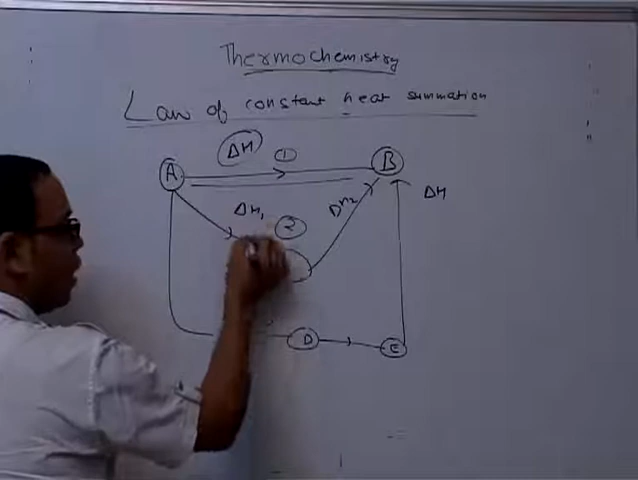 Thermochemistry
Law of constant heat summation
ΔH 1
A B
ΔH1 2 ΔH2 ΔH
D E